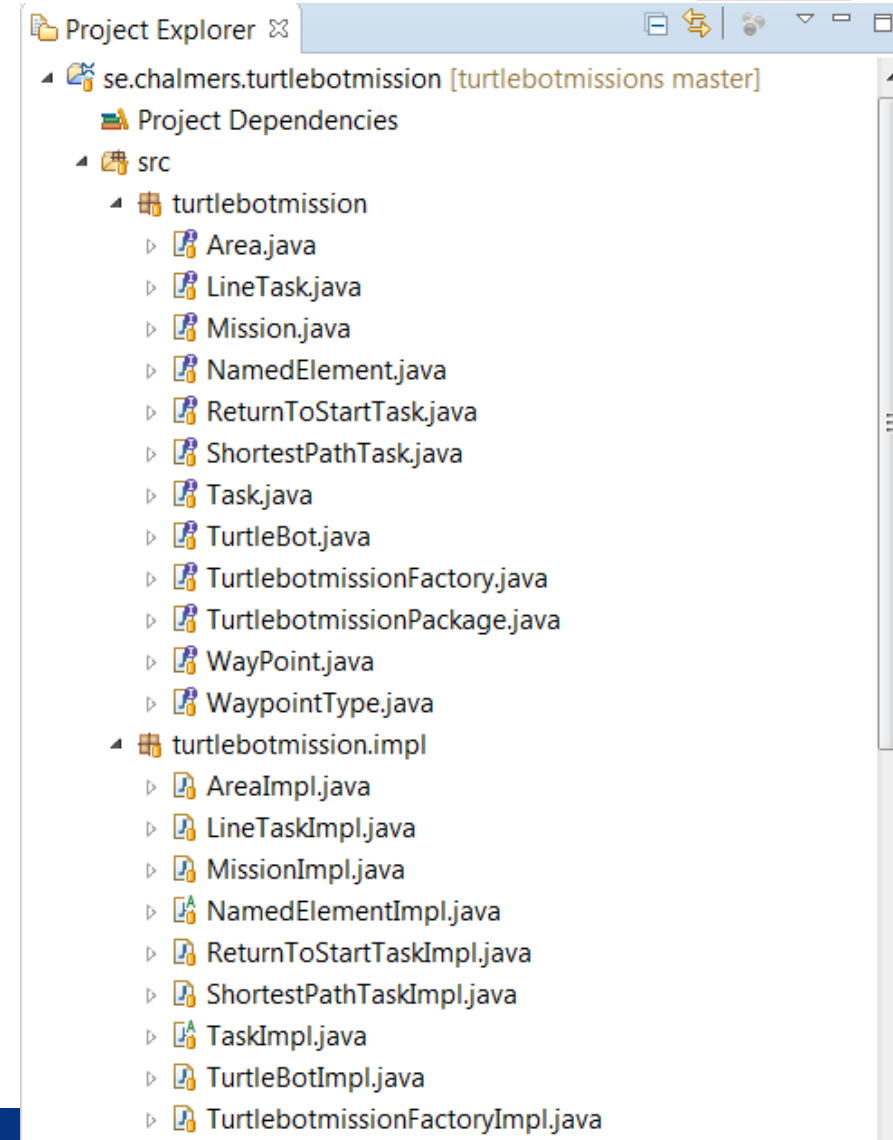 Project Explorer
se.chalmers.turtlebotmission [turtlebotmissions master]
Project Dependencies
src
turtlebotmission
Area.java
LineTask.java
Mission.java
NamedElement.java
ReturnToStartTask.java
ShortestPathTask.java
Task.java
TurtleBot.java
TurtlebotmissionFactory.java
TurtlebotmissionPackage.java
WayPoint.java
WaypointType.java
turtlebotmission.impl
AreaImpl.java
LineTaskImpl.java
MissionImpl.java
NamedElementImpl.java
ReturnToStartTaskImpl.java
ShortestPathTaskImpl.java
TaskImpl.java
TurtleBotImpl.java
TurtlebotmissionFactoryImpl.java